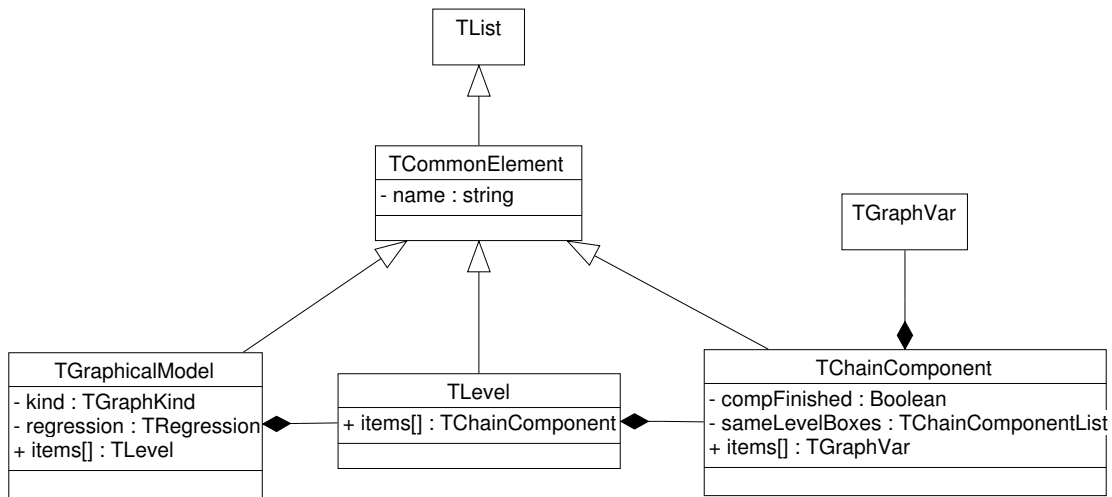 TList
TCommonElement
- name : string
TGraphVar
TGraphicalModel
- kind : TGraphKind
- regression : TRegression
+ items[] : TLevel
TLevel
+ items[] : TChainComponent
TChainComponent
- compFinished : Boolean
- sameLevelBoxes : TChainComponentList
+ items[] : TGraphVar